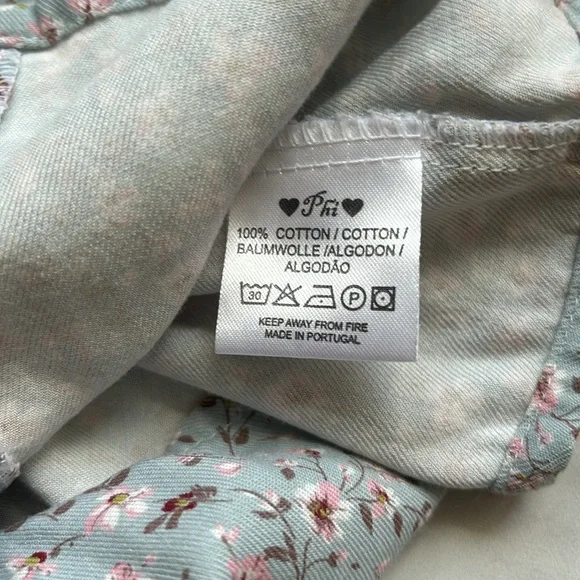 ♥Phi♥
100% COTTON / COTTON /
BAUMWOLLE /ALGODON /
ALGODÃO
30 P
KEEP AWAY FROM FIRE
MADE IN PORTUGAL